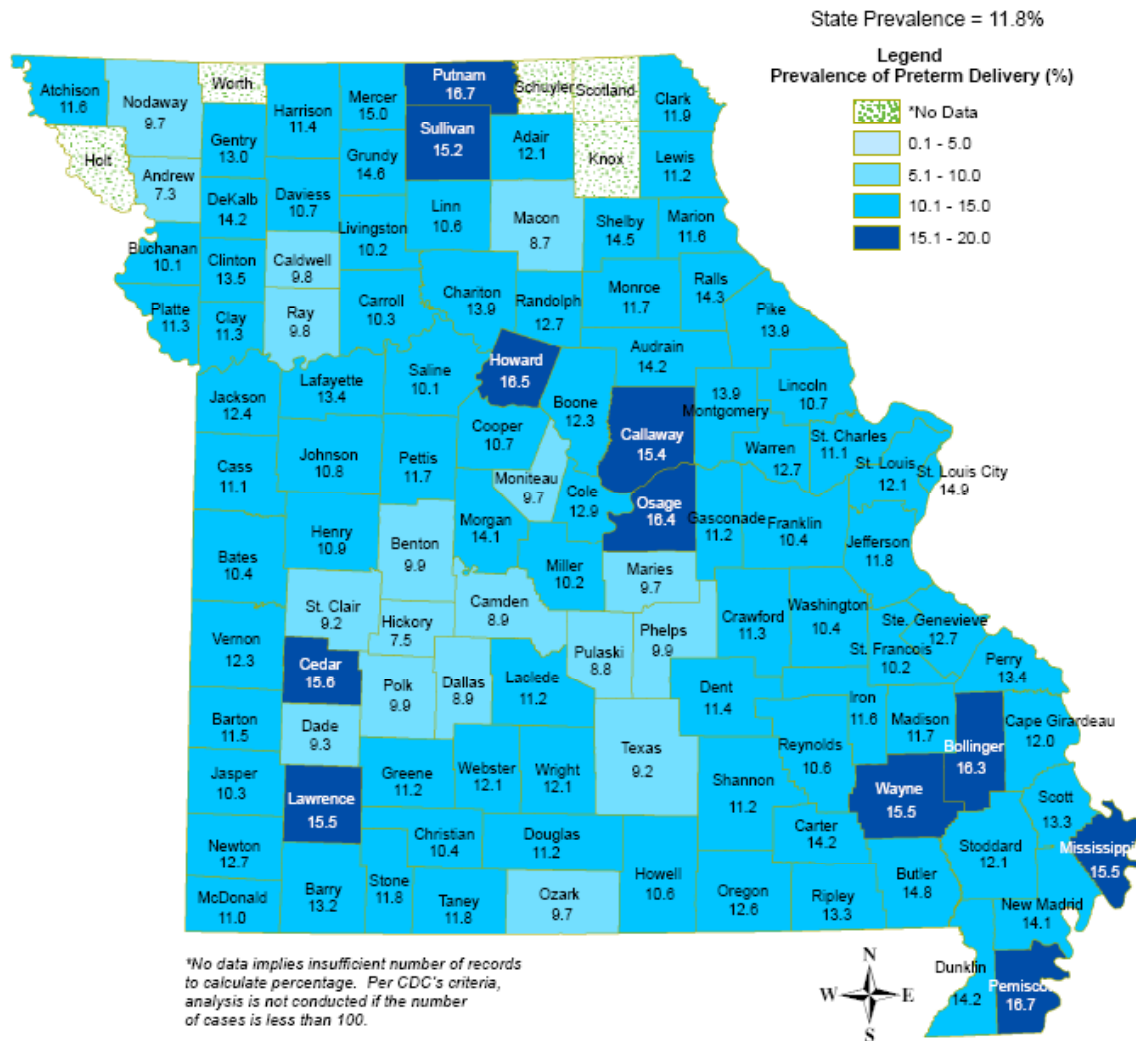 State Prevalence = 11.8%
Legend
Prevalence of Preterm Delivery (%)
*No Data
0.1 - 5.0
5.1 - 10.0
10.1 - 15.0
15.1 - 20.0
Atchison
11.6
Nodaway
9.7
Worth
Harrison
11.4
Mercer
15.0
Putnam
16.7
Schuyler
Scotland
Clark
11.9
Holt
Andrew
7.3
Gentry
13.0
Grundy
14.6
Sullivan
15.2
Adair
12.1
Knox
Lewis
11.2
DeKalb
14.2
Daviess
10.7
Livingston
10.2
Linn
10.6
Macon
8.7
Shelby
14.5
Marion
11.6
Buchanan
10.1
Clinton
13.5
Caldwell
9.8
Platte
11.3
Clay
11.3
Ray
9.8
Carroll
10.3
Chariton
13.9
Randolph
12.7
Monroe
11.7
Ralls
14.3
Pike
13.9
Jackson
12.4
Lafayette
13.4
Saline
10.1
Howard
16.5
Boone
12.3
Audrain
14.2
Callaway
15.4
13.9
Montgomery
Lincoln
10.7
Warren
12.7
St. Charles
11.1
St. Louis
12.1
St. Louis City
14.9
Cass
11.1
Johnson
10.8
Pettis
11.7
Cooper
10.7
Moniteau
9.7
Cole
12.9
Osage
16.4
Gasconade
11.2
Franklin
10.4
Jefferson
11.8
Bates
10.4
Henry
10.9
Benton
9.9
Morgan
14.1
Miller
10.2
Maries
9.7
St. Clair
9.2
Hickory
7.5
Camden
8.9
Pulaski
8.8
Phelps
9.9
Crawford
11.3
Washington
10.4
Ste. Genevieve
12.7
St. Francois
10.2
Perry
13.4
Vernon
12.3
Cedar
15.6
Polk
9.9
Dallas
8.9
Laclede
11.2
Dent
11.4
Iron
11.6
Madison
11.7
Bollinger
16.3
Cape Girardeau
12.0
Barton
11.5
Dade
9.3
Texas
9.2
Reynolds
10.6
Jasper
10.3
Lawrence
15.5
Greene
11.2
Webster
12.1
Wright
12.1
Shannon
11.2
Wayne
15.5
Scott
13.3
Mississippi
15.5
Newton
12.7
Christian
10.4
Douglas
11.2
Howell
10.6
Carter
14.2
Butler
14.8
Stoddard
12.1
McDonald
11.0
Barry
13.2
Stone
11.8
Taney
11.8
Ozark
9.7
Oregon
12.6
Ripley
13.3
New Madrid
14.1
Dunklin
14.2
Pemisco
16.7
*No data implies insufficient number of records
to calculate percentage. Per CDC's criteria,
analysis is not conducted if the number
of cases is less than 100.
N
W
E
S